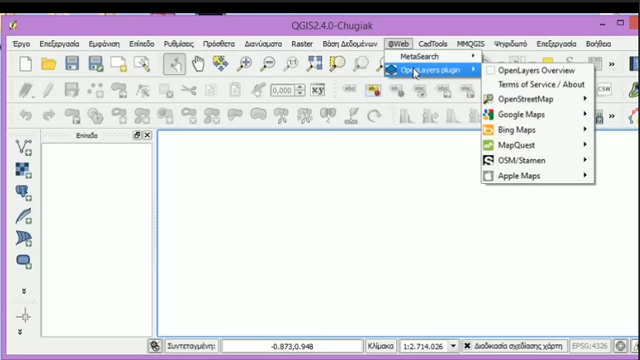 QGIS2.4.0-Chugiak
Έργο Επεξεργασία Εμφάνιση Επίπεδο Ρυθμίσεις Πρόσθετα Διανύσματα Raster Βάση Δεδομένων @Web CadTools MMQGIS Ψηφιδωτό Επεξεργασία Βοήθεια
MetaSearch
OpenLayers plugin
OpenLayers Overview
Terms of Service / About
OpenStreetMap
Google Maps
Bing Maps
MapQuest
OSM/Stamen
Apple Maps
0,000
XY
CSW
Επίπεδα
Συντεταγμένη: -0.873,0.948 Κλίμακα 1:2.714.026 Διαδικασία σχεδίασης χάρτη EPSG:4326